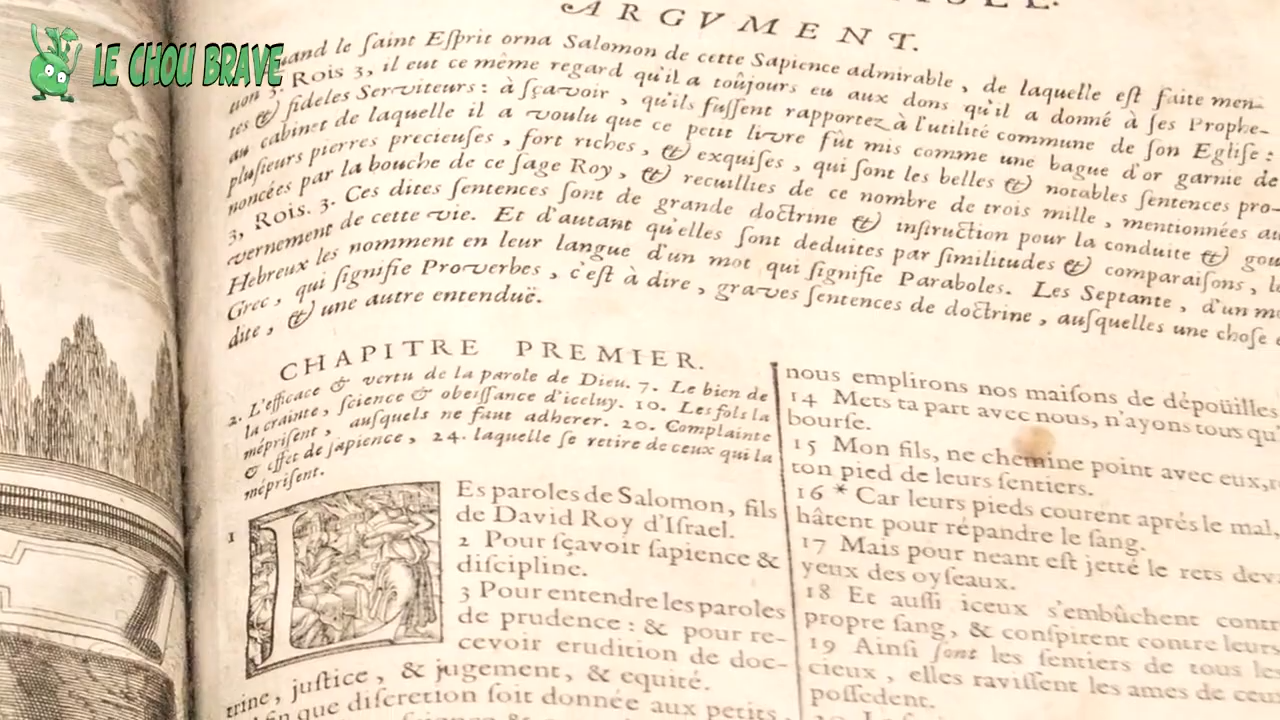 LE CHOU BRAVE
ARGVMENT.
Quand le ſaint Eſprit orna Salomon de cette Sapience admirable, de laquelle eſt faite men-
tion 3. Rois 3, il eut ce même regard qu'il a toûjours eu aux dons qu'il a donné à ſes Prophe-
tes & fideles Serviteurs: à ſçavoir, qu'ils fuſſent rapportez à l'utilité commune de ſon Egliſe:
au cabinet de laquelle il a voulu que ce petit livre fût mis comme une bague d'or garnie de
pluſieurs pierres precieuſes, fort riches, & exquiſes, qui ſont les belles & notables ſentences pro-
noncées par la bouche de ce ſage Roy, & recuillies de ce nombre de trois mille, mentionnées au
3, Rois. 3. Ces dites ſentences ſont de grande doctrine & inſtruction pour la conduite & gou
vernement de cette vie. Et d'autant qu'elles ſont deduites par ſimilitudes & comparaiſons, le
Hebreux les nomment en leur langue d'un mot qui ſignifie Paraboles. Les Septante, d'un mo
Grec, qui ſignifie Proverbes, c'eſt à dire, graves ſentences de doctrine, auſquelles une choſe e
dite, & une autre entenduë.
CHAPITRE PREMIER.
2. L'efficace & vertu de la parole de Dieu. 7. Le bien de
la crainte, ſcience & obeiſſance d'iceluy. 10. Les fols la
mépriſent, auſquels ne faut adherer. 20. Complainte
& effet de ſapience, 24. laquelle ſe retire de ceux qui la
mépriſent.
1 LEs paroles de Salomon, fils
de David Roy d'Iſrael.
2 Pour ſçavoir ſapience &
diſcipline.
3 Pour entendre les paroles
de prudence: & pour re-
cevoir erudition de doc-
trine, juſtice, & jugement, & equité.
que diſcretion ſoit donnée aux petits,
nous emplirons nos maiſons de dépoüilles
14 Mets ta part avec nous, n'ayons tous qu'
bourſe.
15 Mon fils, ne chemine point avec eux, r
ton pied de leurs ſentiers.
16 * Car leurs pieds courent aprés le mal,
hâtent pour répandre le ſang.
17 Mais pour neant eſt jetté le rets dev
yeux des oyſeaux.
18 Et auſſi iceux s'embûchent contr
propre ſang, & conſpirent contre leurs
19 Ainſi ſont les ſentiers de tous le
cieux, elles raviſſent les ames de ceu
poſſedent.